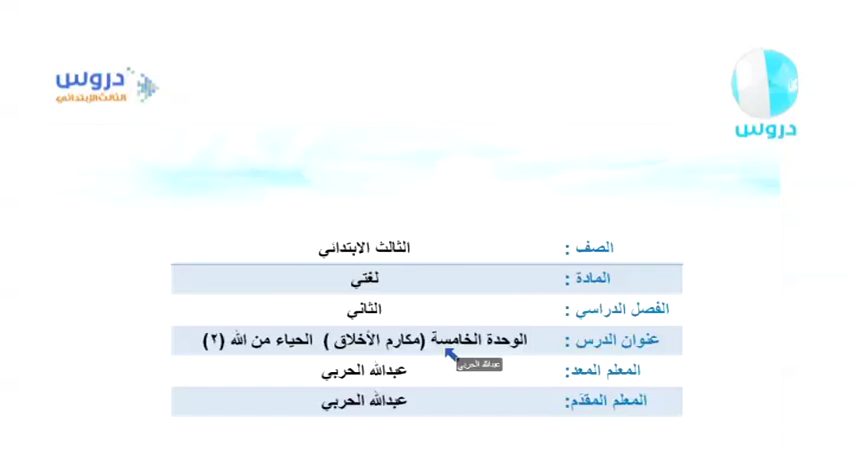 دروس
الثالث الابتدائي
دروس
الصف : الثالث الابتدائي
المادة : لغتي
الفصل الدراسي : الثاني
عنوان الدرس : الوحدة الخامسة (مكارم الأخلاق ) الحياء من الله (٢)
عبدالله الحربي
المعلم المعد: عبدالله الحربي
المعلم المقدّم: عبدالله الحربي